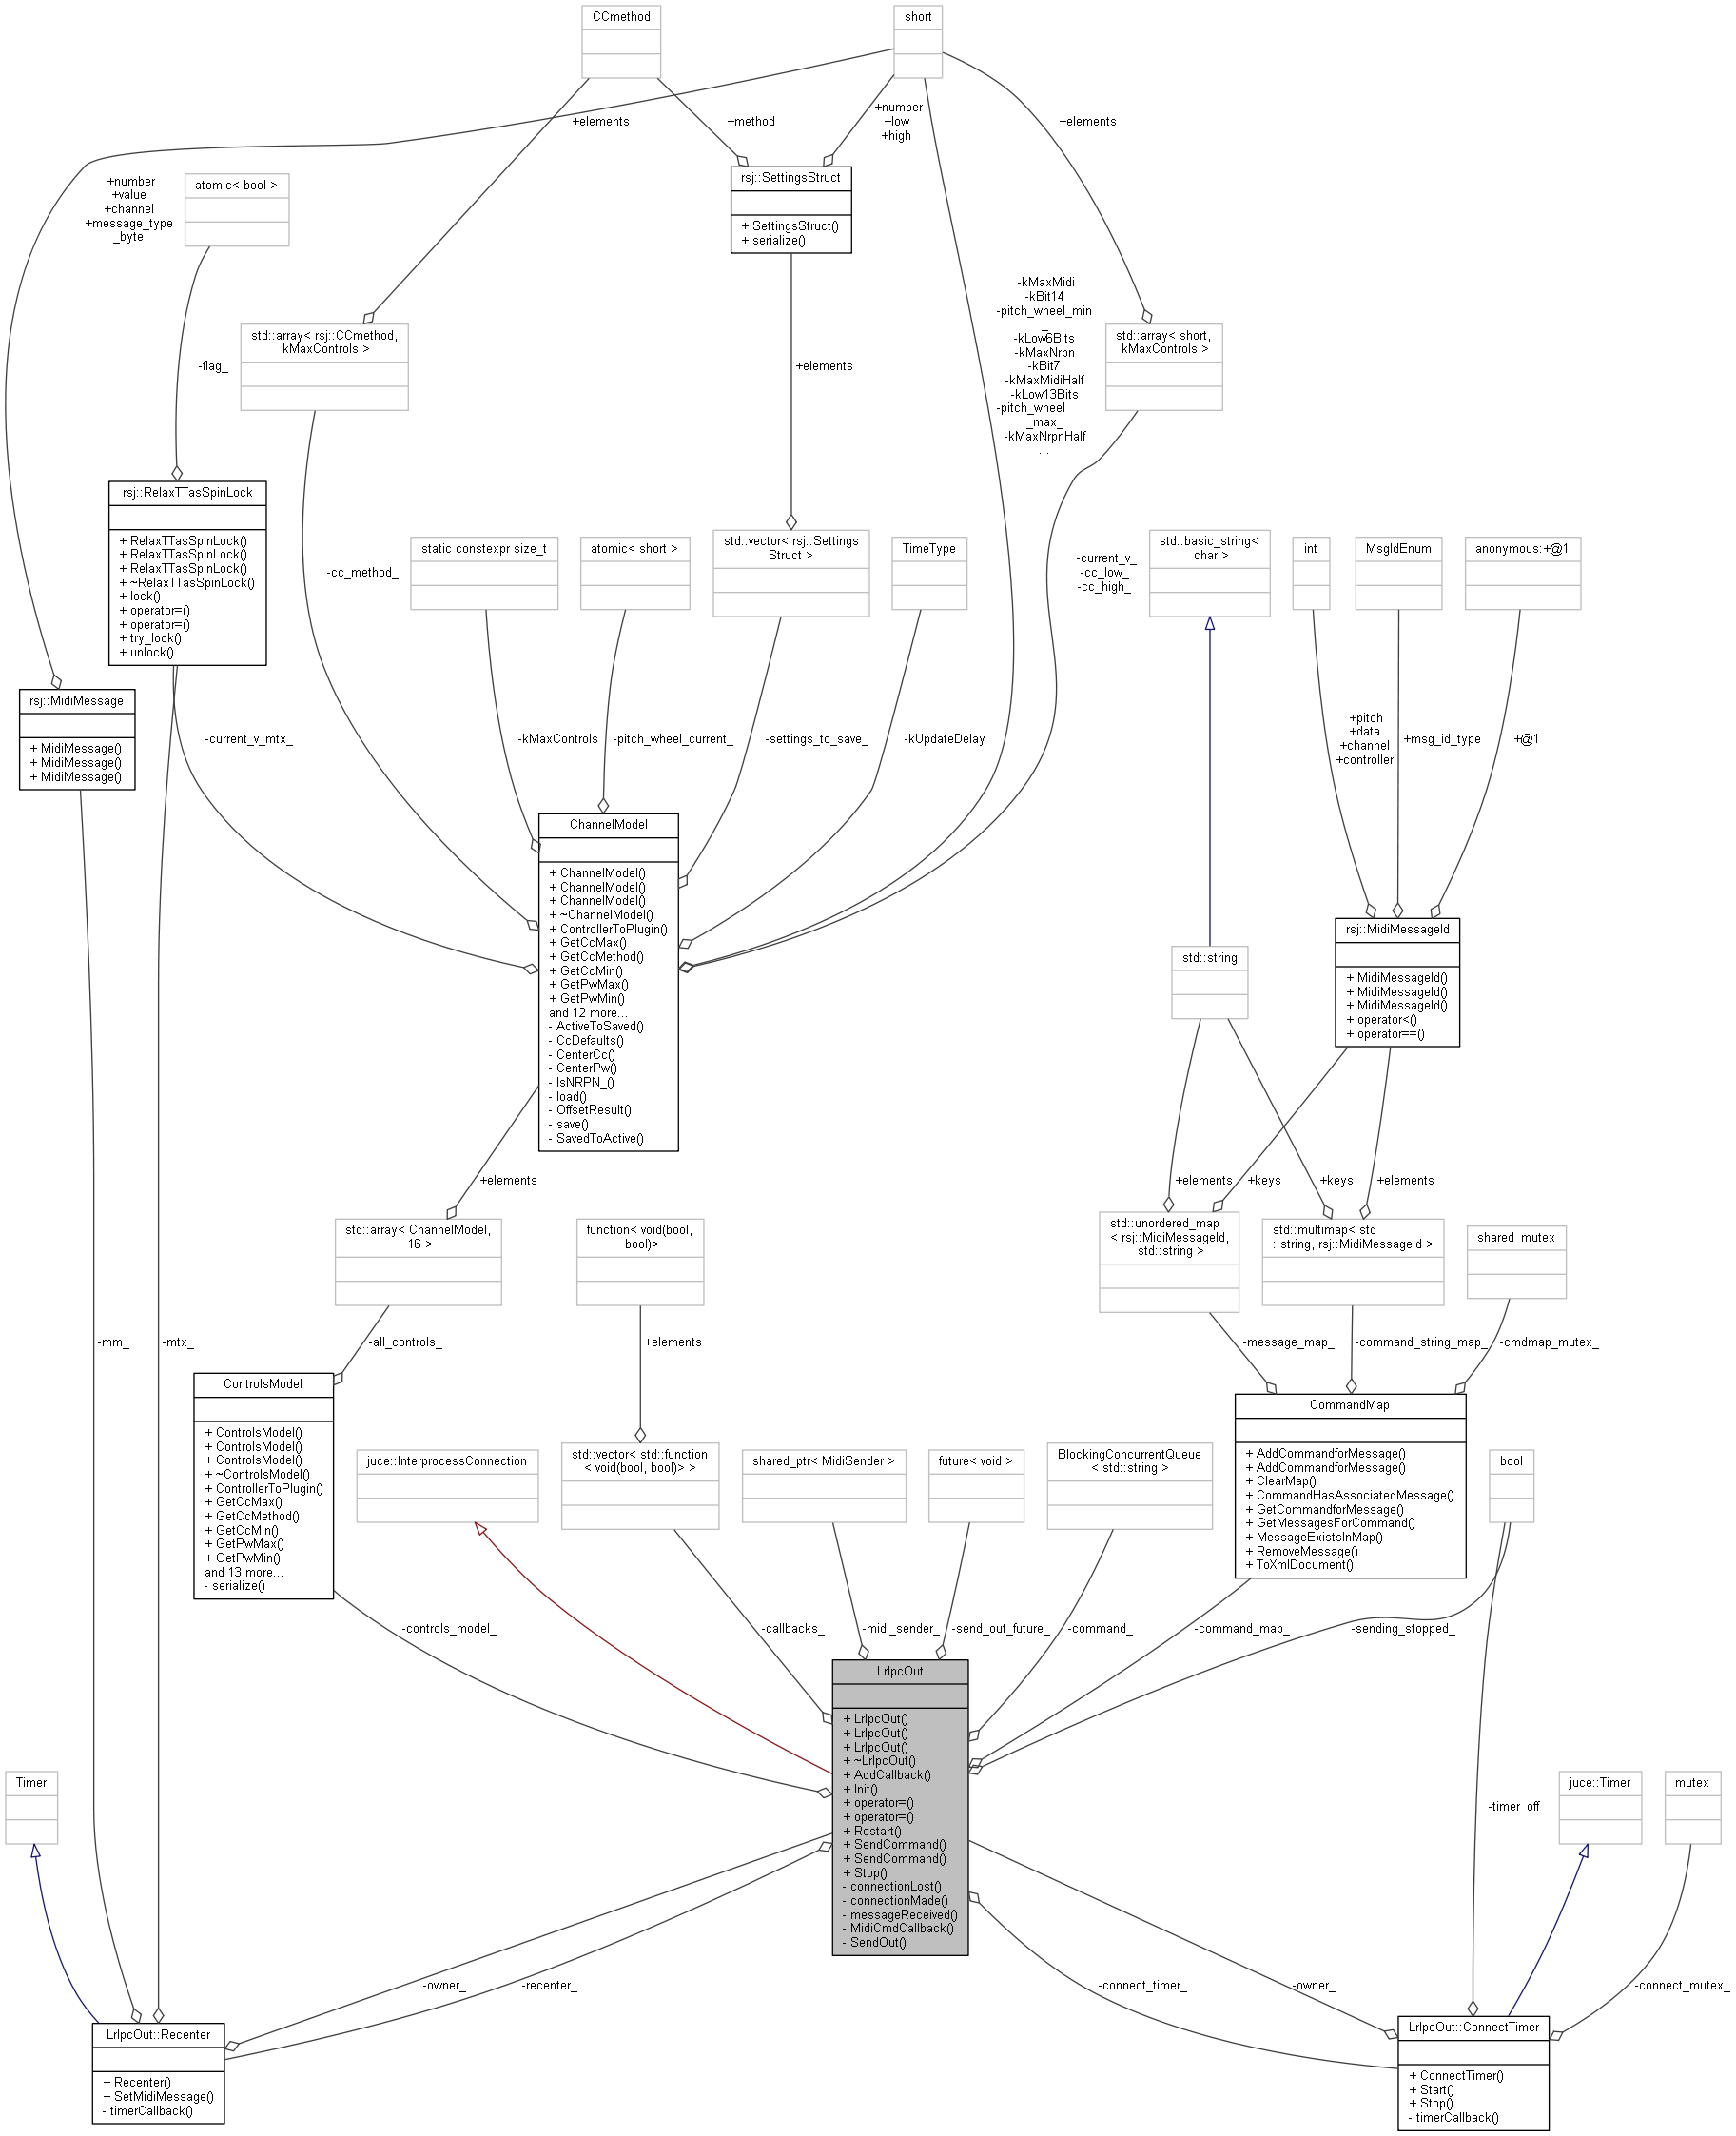 CCmethod
short
+elements
+method
+number
+low
+high
+elements
+number
+value
+channel
+message_type
_byte
atomic< bool >
rsj::SettingsStruct
+ SettingsStruct()
+ serialize()
-kMaxMidi
-kBit14
-pitch_wheel_min
_
-kLow6Bits
-kMaxNrpn
-kBit7
-kMaxMidiHalf
-kLow13Bits
-pitch_wheel
_max_
-kMaxNrpnHalf
...
std::array< rsj::CCmethod,
kMaxControls >
std::array< short,
kMaxControls >
-flag_
+elements
rsj::RelaxTTasSpinLock
+ RelaxTTasSpinLock()
+ RelaxTTasSpinLock()
+ RelaxTTasSpinLock()
+ ~RelaxTTasSpinLock()
+ lock()
+ operator=()
+ operator=()
+ try_lock()
+ unlock()
-cc_method_
static constexpr size_t
atomic< short >
std::vector< rsj::Settings
Struct >
TimeType
-current_v_
-cc_low_
-cc_high_
std::basic_string<
char >
int
MsgIdEnum
anonymous:+@1
rsj::MidiMessage
+ MidiMessage()
+ MidiMessage()
+ MidiMessage()
-current_v_mtx_
-kMaxControls
-pitch_wheel_current_
-settings_to_save_
-kUpdateDelay
+pitch
+data
+channel
+controller
+msg_id_type
+@1
ChannelModel
+ ChannelModel()
+ ChannelModel()
+ ChannelModel()
+ ~ChannelModel()
+ ControllerToPlugin()
+ GetCcMax()
+ GetCcMethod()
+ GetCcMin()
+ GetPwMax()
+ GetPwMin()
and 12 more...
- ActiveToSaved()
- CcDefaults()
- CenterCc()
- CenterPw()
- IsNRPN_()
- load()
- OffsetResult()
- save()
- SavedToActive()
std::string
rsj::MidiMessageId
+ MidiMessageId()
+ MidiMessageId()
+ MidiMessageId()
+ operator<()
+ operator==()
+elements
+elements
+keys
+keys
+elements
std::array< ChannelModel,
16 >
function< void(bool,
bool)>
std::unordered_map
< rsj::MidiMessageId,
std::string >
std::multimap< std
::string, rsj::MidiMessageId >
shared_mutex
-mm_
-mtx_
-all_controls_
+elements
-message_map_
-command_string_map_
-cmdmap_mutex_
ControlsModel
+ ControlsModel()
+ ControlsModel()
+ ControlsModel()
+ ~ControlsModel()
+ ControllerToPlugin()
+ GetCcMax()
+ GetCcMethod()
+ GetCcMin()
+ GetPwMax()
+ GetPwMin()
and 13 more...
- serialize()
juce::InterprocessConnection
std::vector< std::function
< void(bool, bool)> >
shared_ptr< MidiSender >
future< void >
BlockingConcurrentQueue
< std::string >
CommandMap
+ AddCommandforMessage()
+ AddCommandforMessage()
+ ClearMap()
+ CommandHasAssociatedMessage()
+ GetCommandforMessage()
+ GetMessagesForCommand()
+ MessageExistsInMap()
+ RemoveMessage()
+ ToXmlDocument()
bool
-controls_model_
-callbacks_
-midi_sender_
-send_out_future_
-command_
-command_map_
-sending_stopped_
LrIpcOut
+ LrIpcOut()
+ LrIpcOut()
+ LrIpcOut()
+ ~LrIpcOut()
+ AddCallback()
+ Init()
+ operator=()
+ operator=()
+ Restart()
+ SendCommand()
+ SendCommand()
+ Stop()
- connectionLost()
- connectionMade()
- messageReceived()
- MidiCmdCallback()
- SendOut()
Timer
-timer_off_
juce::Timer
mutex
-owner_
-recenter_
-connect_timer_
-owner_
-connect_mutex_
LrIpcOut::Recenter
+ Recenter()
+ SetMidiMessage()
- timerCallback()
LrIpcOut::ConnectTimer
+ ConnectTimer()
+ Start()
+ Stop()
- timerCallback()